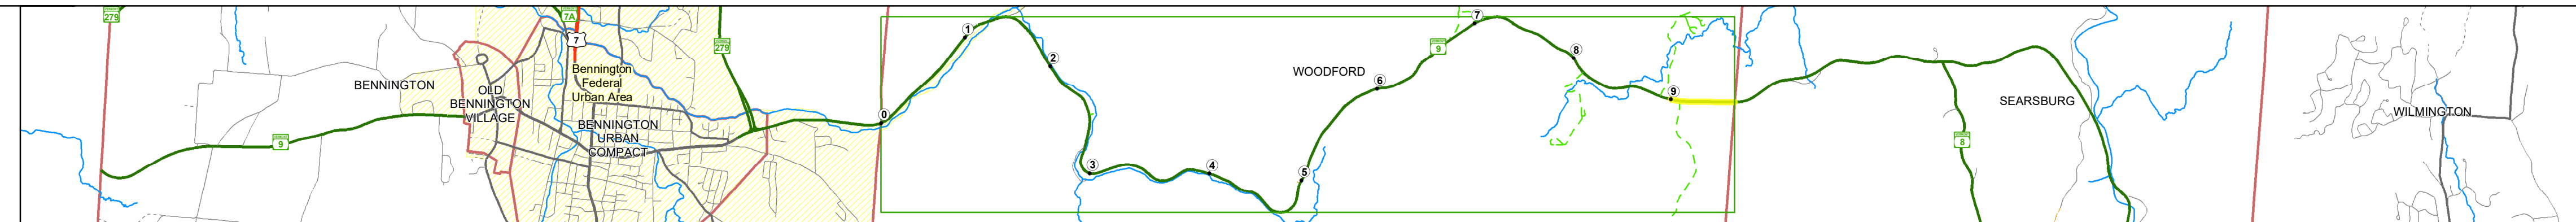 279
7A
7
279
BENNINGTON
OLD
BENNINGTON
VILLAGE
9
Bennington
Federal
Urban Area
BENNINGTON
URBAN
COMPACT
0
1
2
3
4
5
6
7
8
9
9
WOODFORD
SEARSBURG
8
WILMINGTON